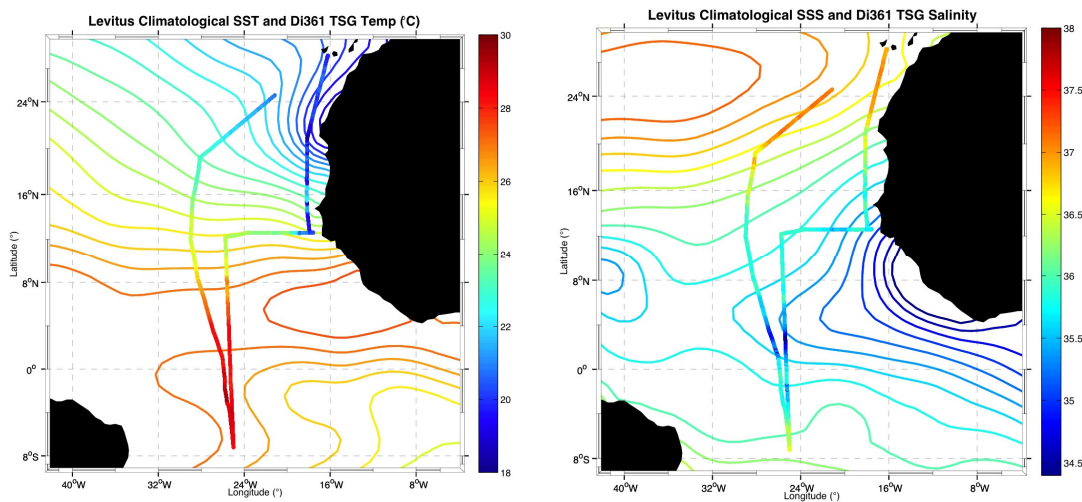 Levitus Climatological SST and Di361 TSG Temp (°C)
30
28
26
24
22
20
18
24°N
16°N
8°N
0°
8°S
Latitude (°)
40°W
32°W
24°W
16°W
8°W
Longitude (°)
Levitus Climatological SSS and Di361 TSG Salinity
38
37.5
37
36.5
36
35.5
35
34.5
24°N
16°N
8°N
0°
8°S
Latitude (°)
40°W
32°W
24°W
16°W
8°W
Longitude (°)